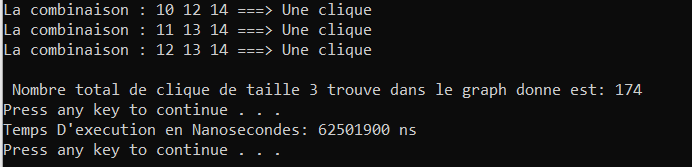 La combinaison : 10 12 14 ===> Une clique
La combinaison : 11 13 14 ===> Une clique
La combinaison : 12 13 14 ===> Une clique
Nombre total de clique de taille 3 trouve dans le graph donne est: 174
Press any key to continue . . .
Temps D'execution en Nanosecondes: 62501900 ns
Press any key to continue . . .